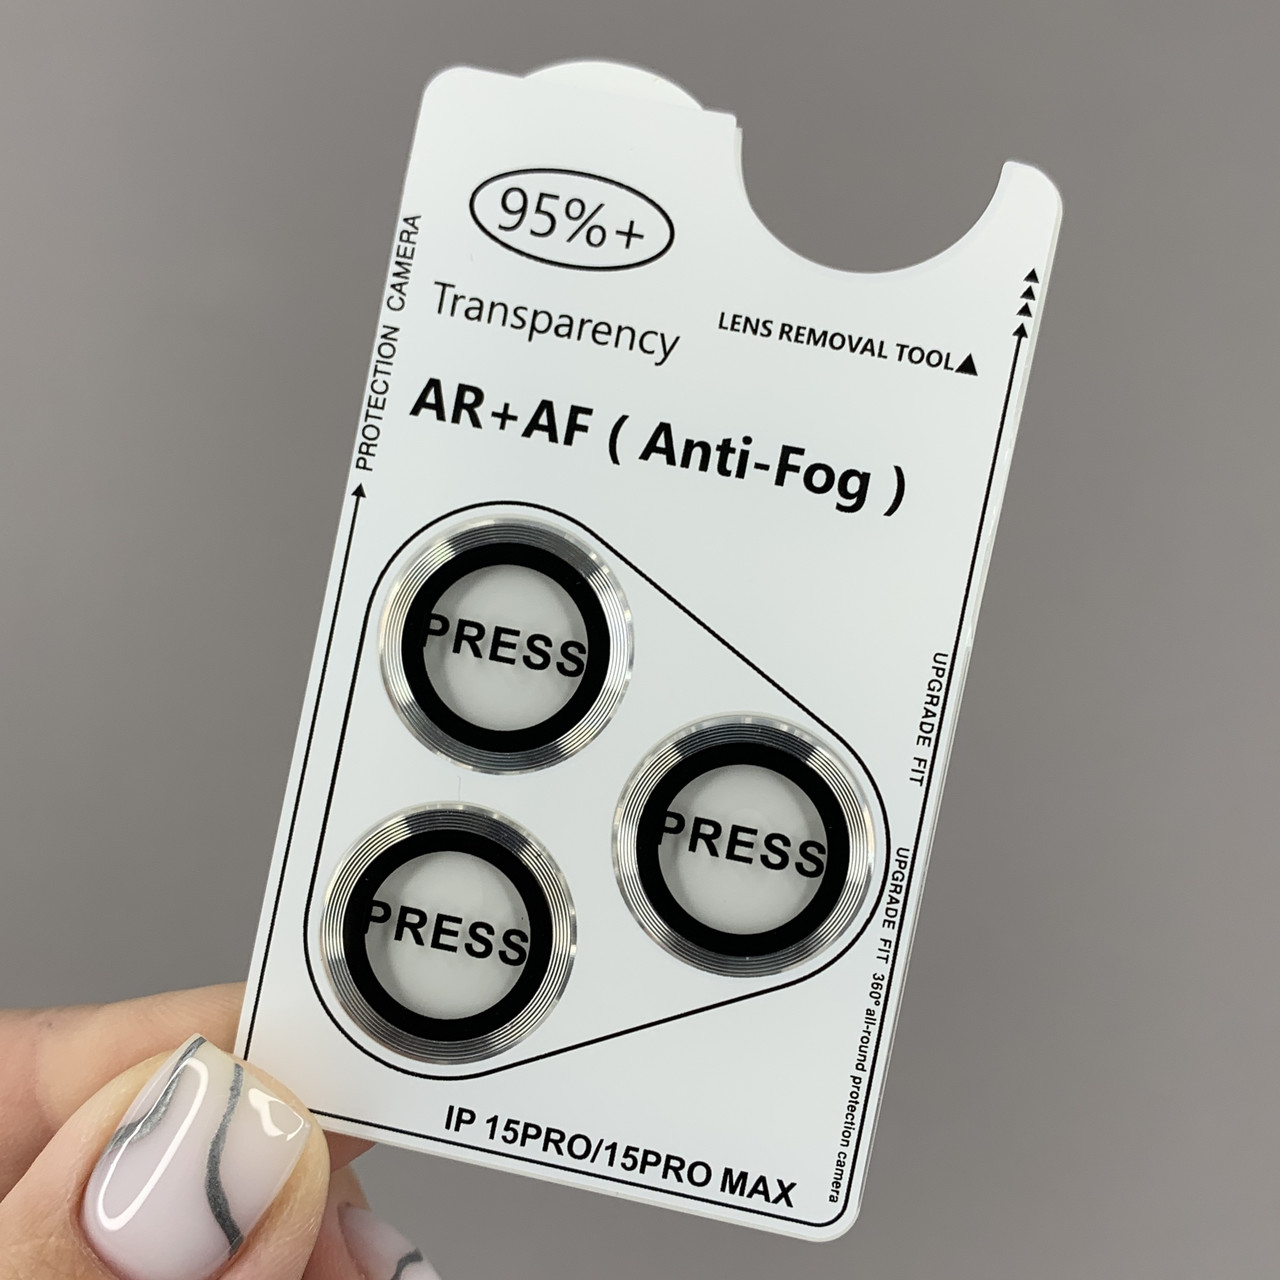 95%+
Transparency
LENS REMOVAL TOOL
AR+AF ( Anti-Fog )
PROTECTION CAMERA
PRESS
PRESS
PRESS
UPGRADE FIT
UPGRADE FIT 360° all-round protection camera
IP 15PRO/15PRO MAX